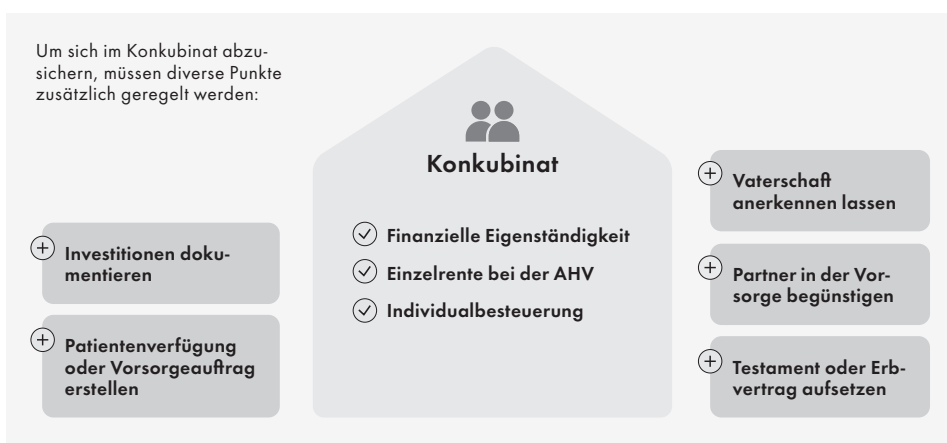 Um sich im Konkubinat abzu-
sichern, müssen diverse Punkte
zusätzlich geregelt werden:
Investitionen doku-
mentieren
Patientenverfügung
oder Vorsorgeauftrag
erstellen
Konkubinat
Finanzielle Eigenständigkeit
Einzelrente bei der AHV
Individualbesteuerung
Vaterschaft
anerkennen lassen
Partner in der Vor-
sorge begünstigen
Testament oder Erb-
vertrag aufsetzen